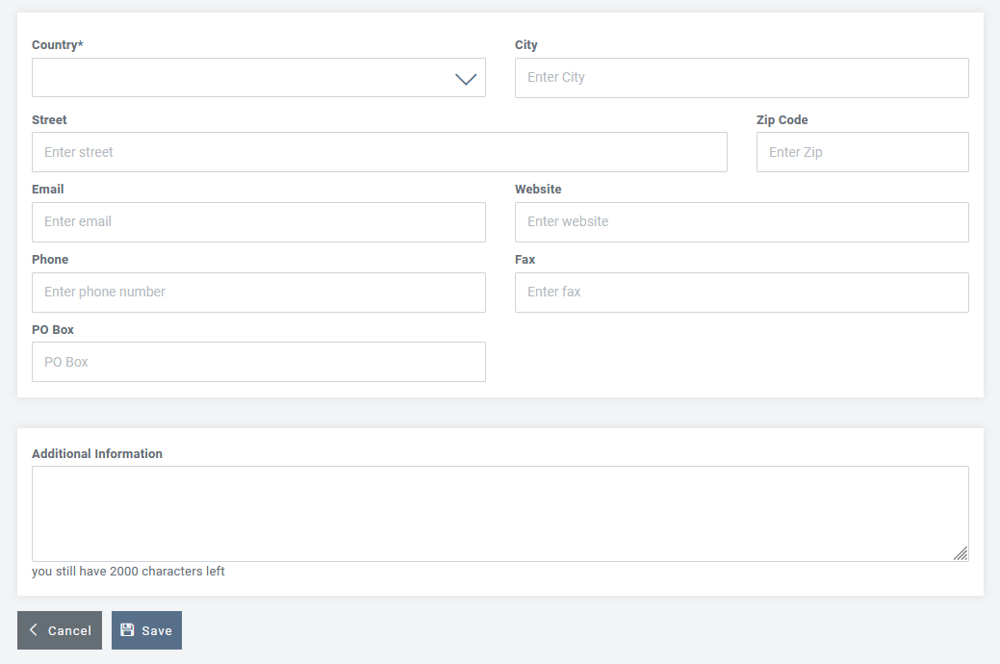 Country*
City
Enter City
Street
Zip Code
Enter street
Enter Zip
Email
Website
Enter email
Enter website
Phone
Fax
Enter phone number
Enter fax
PO Box
PO Box
Additional Information
you still have 2000 characters left
Cancel
Save